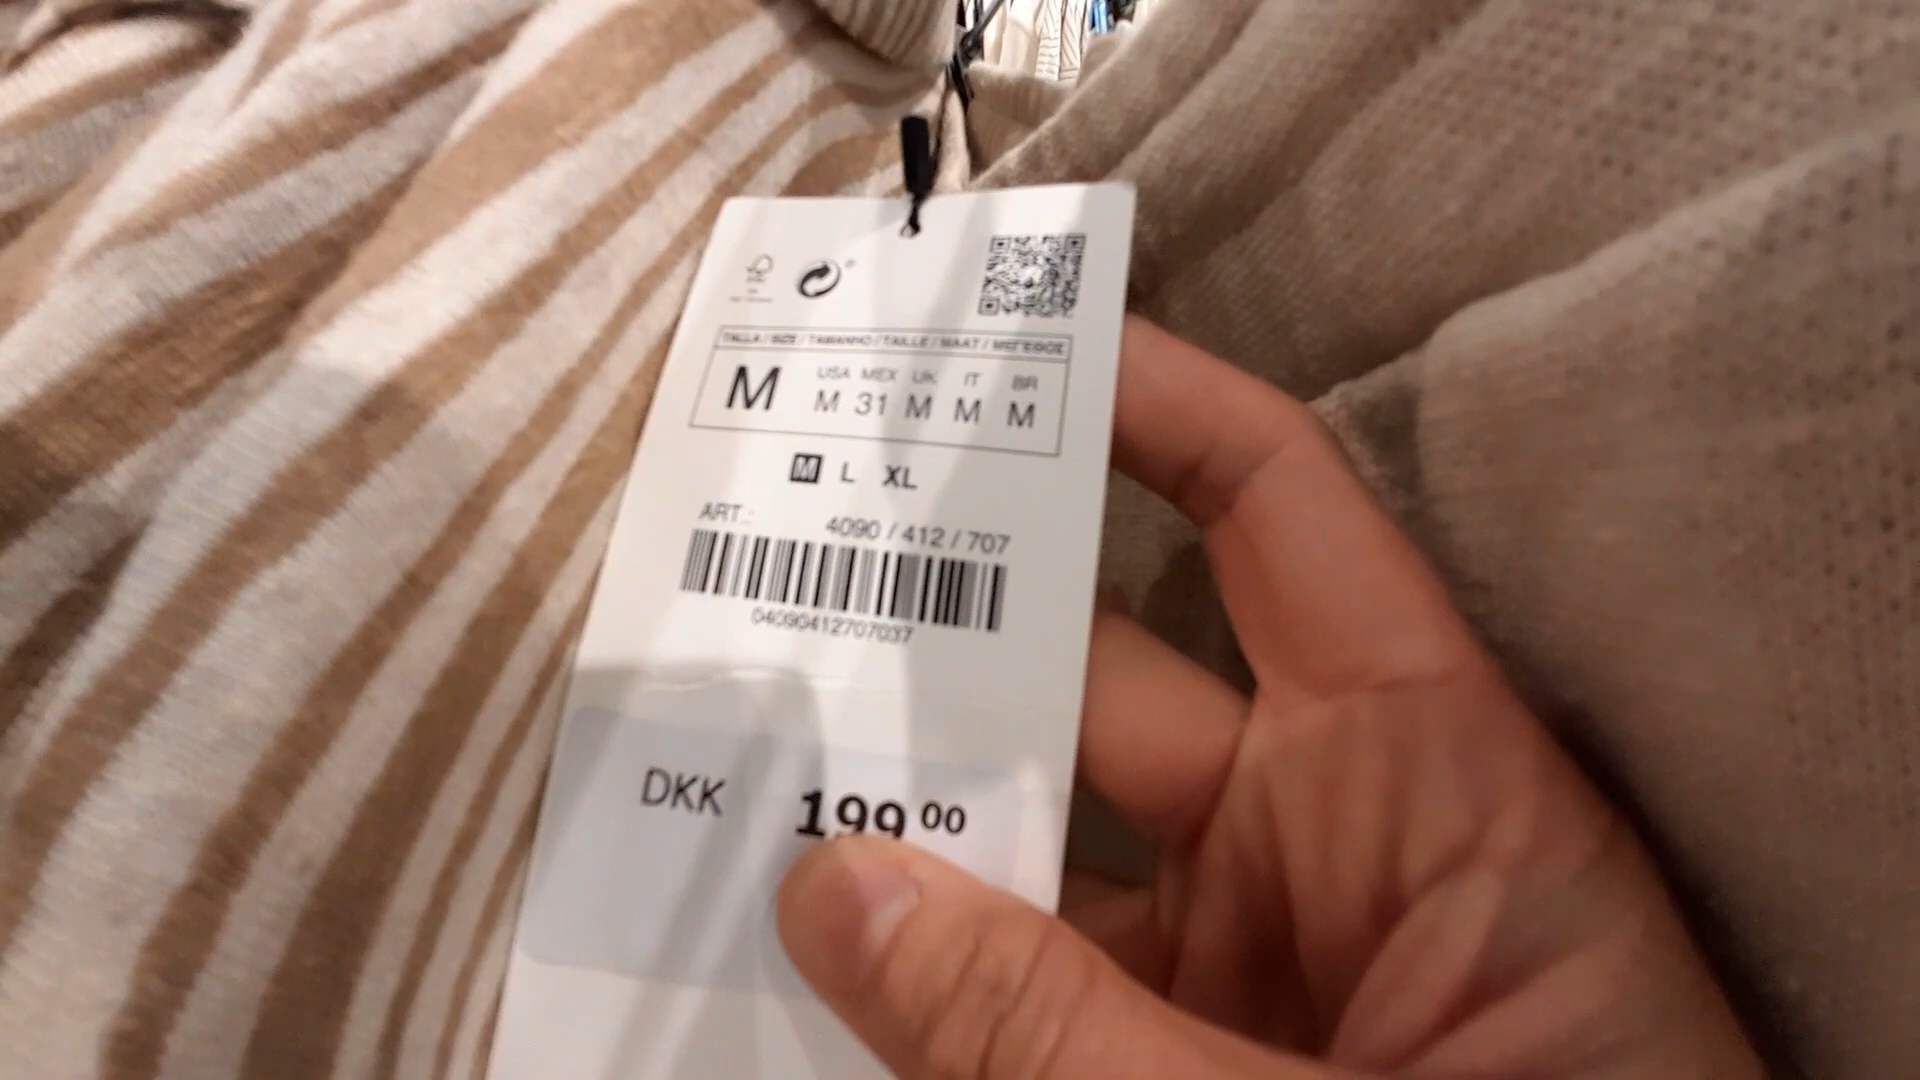 TALLA / SIZE / TAMANHO / TAILLE / MAAT / ΜΕΓΕΘΟΣ
USA MEX UK IT BR
M M 31 M M M
M L XL
ART.: 4090 / 412 / 707
04090412707037
DKK 199 00